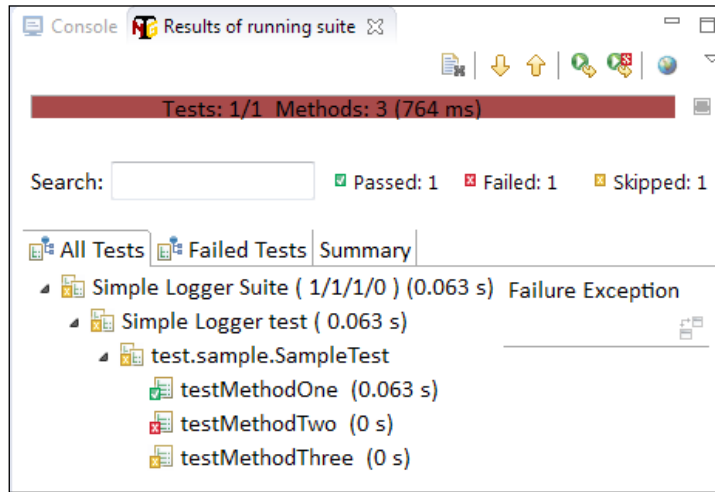 Console Results of running suite
Tests: 1/1 Methods: 3 (764 ms)
Search: Passed: 1 Failed: 1 Skipped: 1
All Tests Failed Tests Summary
Simple Logger Suite ( 1/1/1/0 ) (0.063 s) Failure Exception
Simple Logger test ( 0.063 s)
test.sample.SampleTest
testMethodOne (0.063 s)
testMethodTwo (0 s)
testMethodThree (0 s)